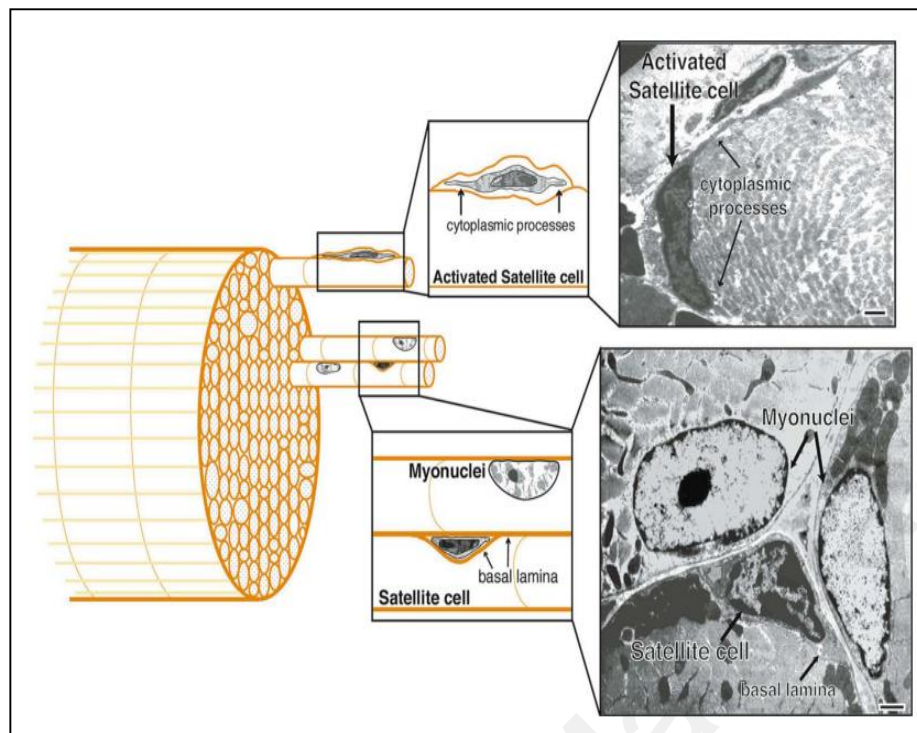 Activated
Satellite cell
cytoplasmic
processes
cytoplasmic processes
Activated Satellite cell
Myonuclei
basal lamina
Satellite cell
Myonuclei
Satellite cell
basal lamina